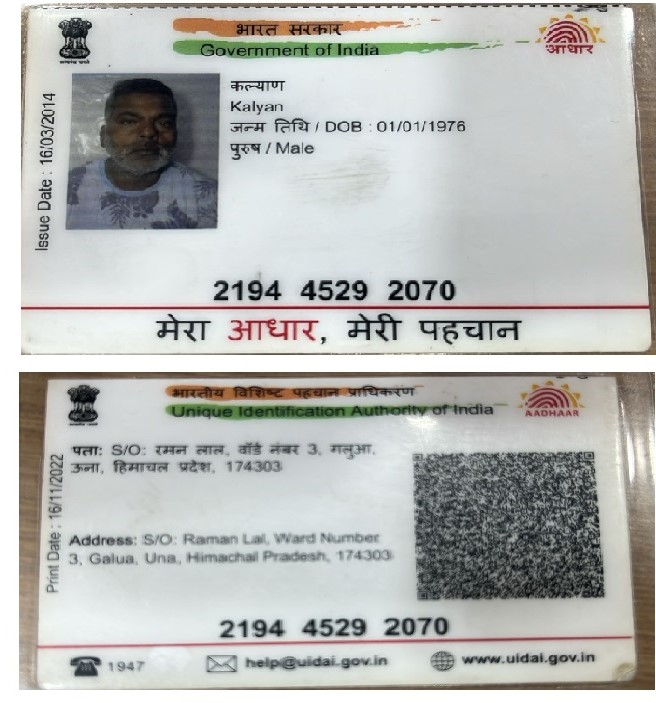 भारत सरकार
Government of India
आधार
Issue Date : 16/03/2014
कल्याण
Kalyan
जन्म तिथि / DOB : 01/01/1976
पुरुष / Male
2194 4529 2070
मेरा आधार, मेरी पहचान
भारतीय विशिष्ट पहचान प्राधिकरण
Unique Identification Authority of India
AADHAAR
Print Date : 16/11/2022
पता: S/O: रमन लाल, वॉर्ड नंबर 3, गलुआ,
ऊना, हिमाचल प्रदेश, 174303
Address: S/O: Raman Lal, Ward Number
3, Galua, Una, Himachal Pradesh, 174303
2194 4529 2070
1947
help@uidai.gov.in
www.uidai.gov.in